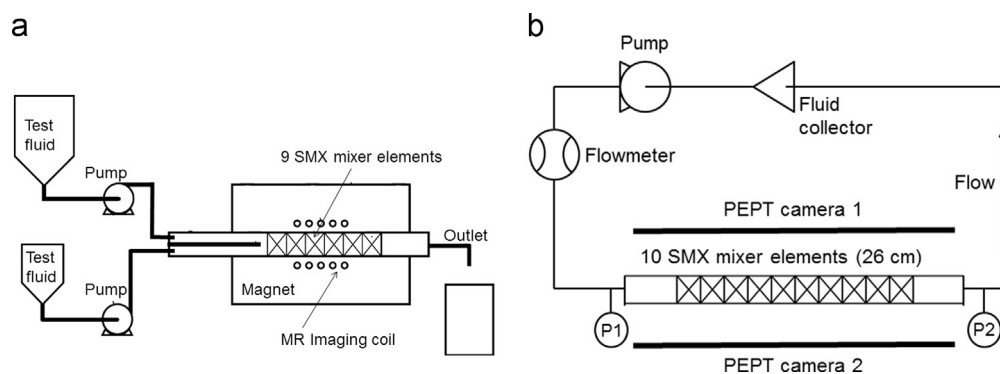 a
Test
fluid
Pump
9 SMX mixer elements
Outlet
Test
fluid
Pump
Magnet
MR Imaging coil
b
Pump
Fluid
collector
Flowmeter
Flow
PEPT camera 1
10 SMX mixer elements (26 cm)
P1
P2
PEPT camera 2